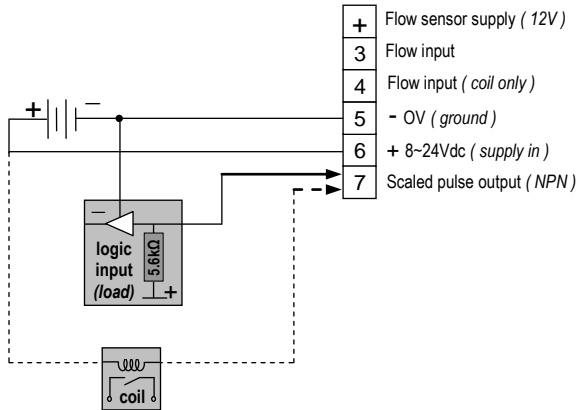 + Flow sensor supply ( 12V )
3 Flow input
4 Flow input ( coil only )
5 - OV ( ground )
6 + 8~24Vdc ( supply in )
7 Scaled pulse output ( NPN )
+ −
−
logic
input
(load)
5.6kΩ
+
coil